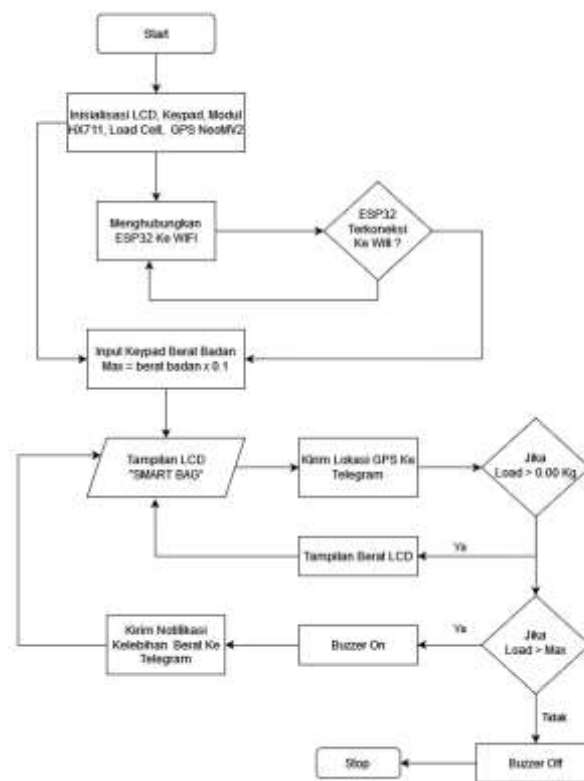 Start
Inisialisasi LCD, Keypad, Modul
HX711, Load Cell, GPS NeoMV2
Menghubungkan
ESP32 Ke WIFI
ESP32
Terkoneksi
Ke Wifi ?
Input Keypad Berat Badan
Max = berat badan x 0.1
Tampilan LCD
"SMART BAG"
Kirim Lokasi GPS Ke
Telegram
Jika
Load > 0.00 Kg
Tampilan Berat LCD
Ya
Kirim Notifikasi
Kelebihan Berat Ke
Telegram
Buzzer On
Ya
Jika
Load > Max
Tidak
Stop
Buzzer Off